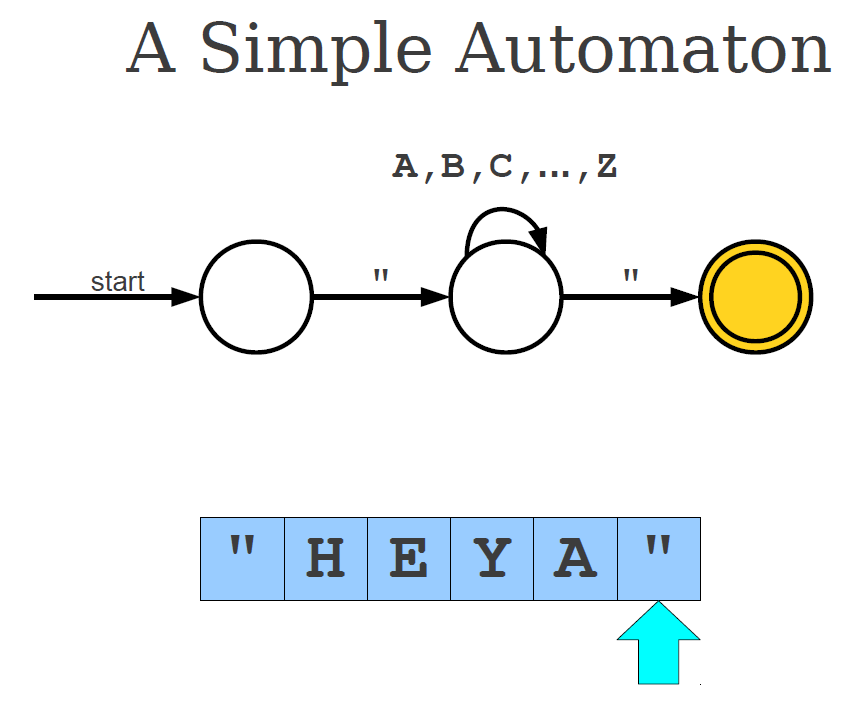 A Simple Automaton
A,B,C,...,Z
start " "
" H E Y A "